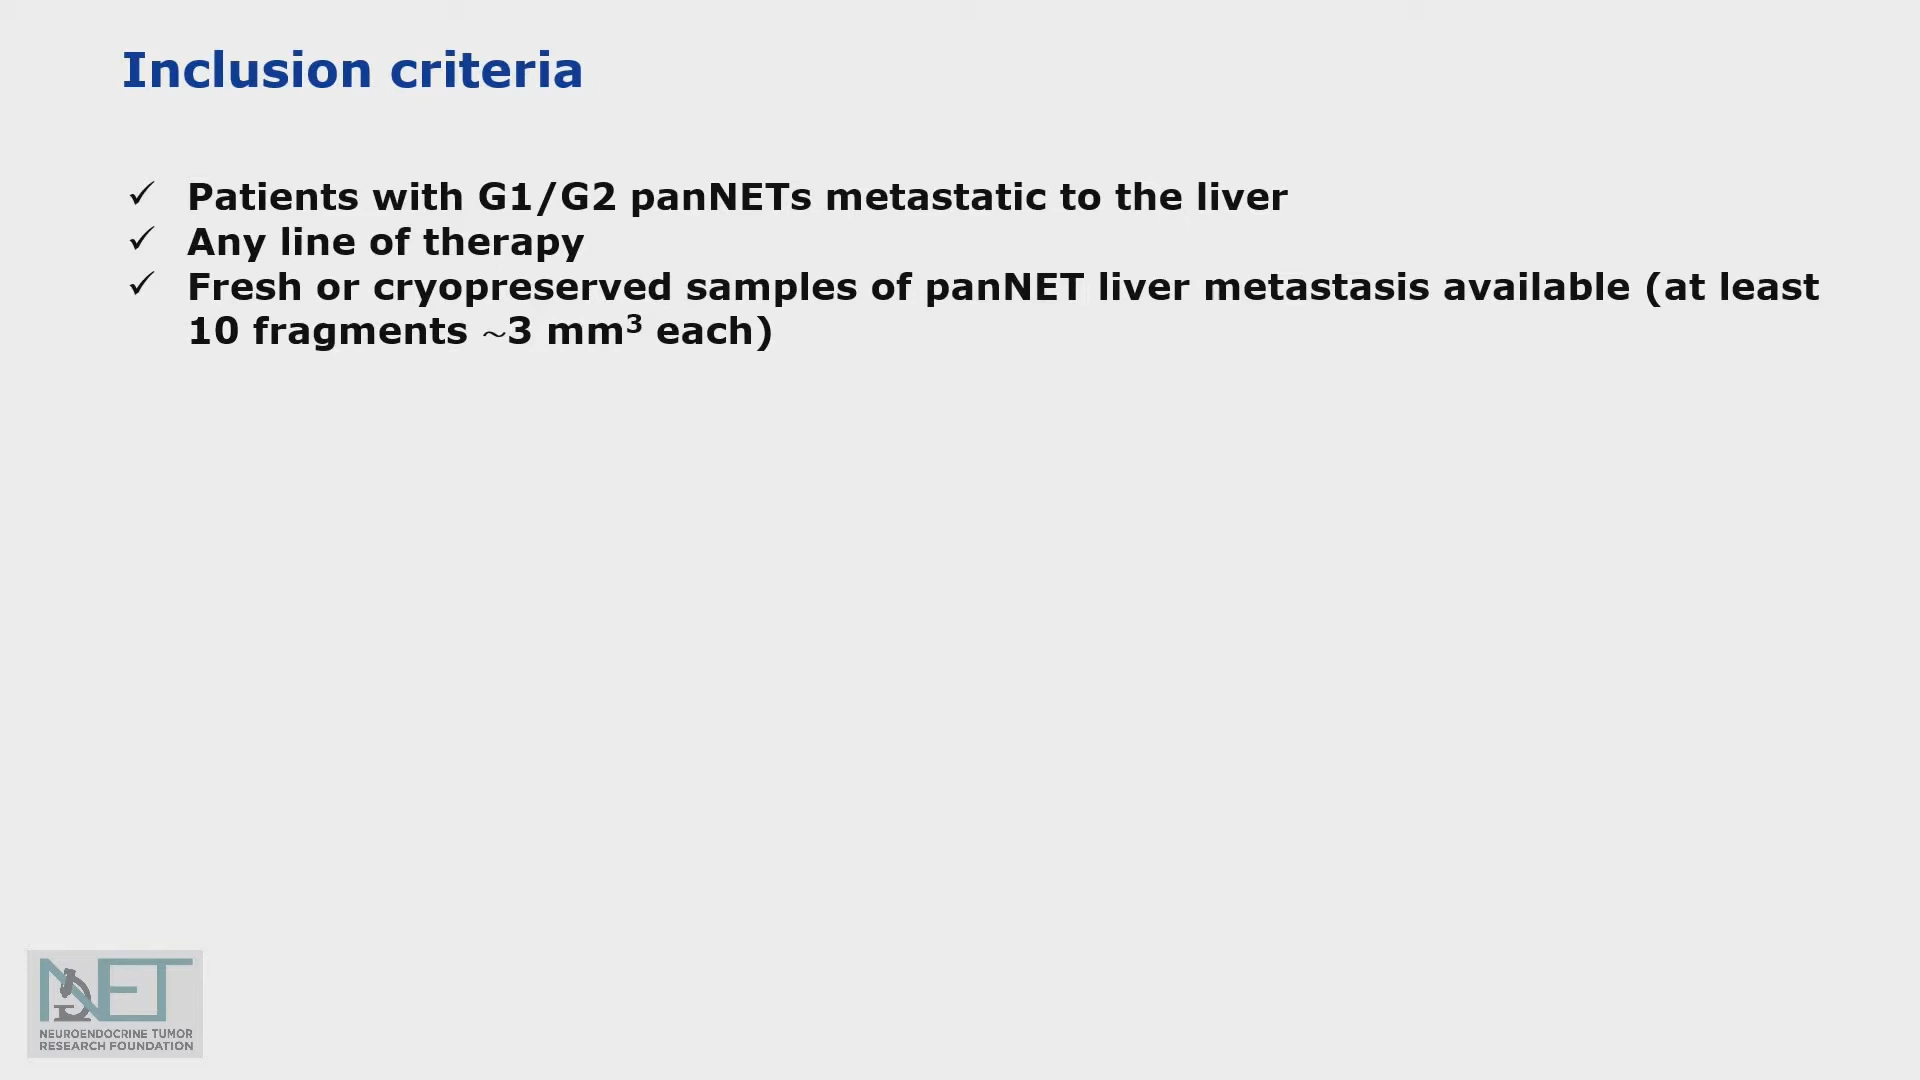 Inclusion criteria
✓ Patients with G1/G2 panNETs metastatic to the liver
✓ Any line of therapy
✓ Fresh or cryopreserved samples of panNET liver metastasis available (at least
10 fragments ~3 mm³ each)
NET
NEUROENDOCRINE TUMOR
RESEARCH FOUNDATION